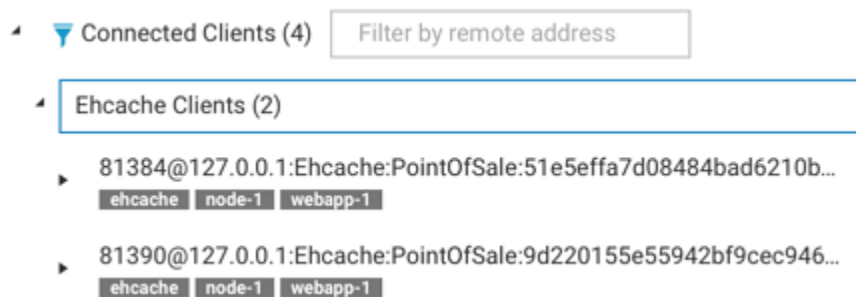 Connected Clients (4) Filter by remote address
Ehcache Clients (2)
81384@127.0.0.1:Ehcache:PointOfSale:51e5effa7d08484bad6210b...
ehcache node-1 webapp-1
81390@127.0.0.1:Ehcache:PointOfSale:9d220155e55942bf9cec946...
ehcache node-1 webapp-1